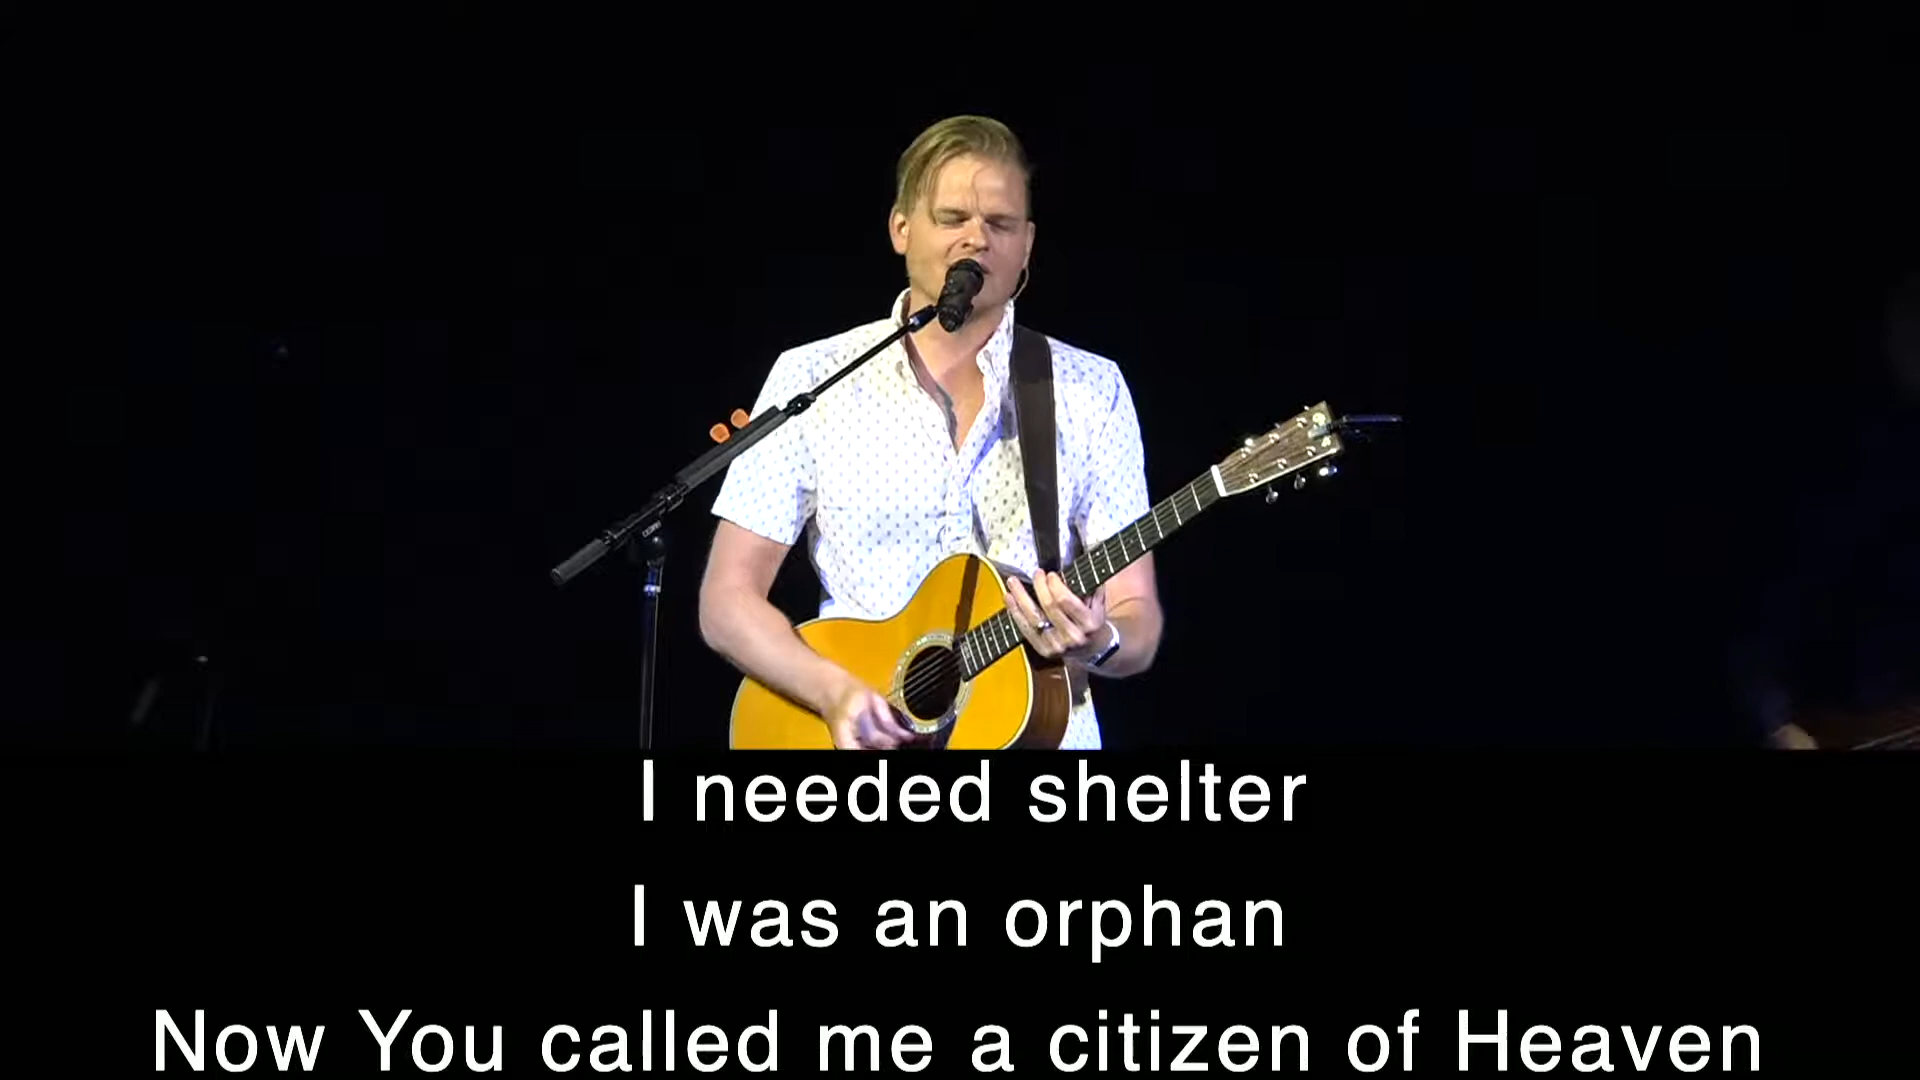 I needed shelter
I was an orphan
Now You called me a citizen of Heaven